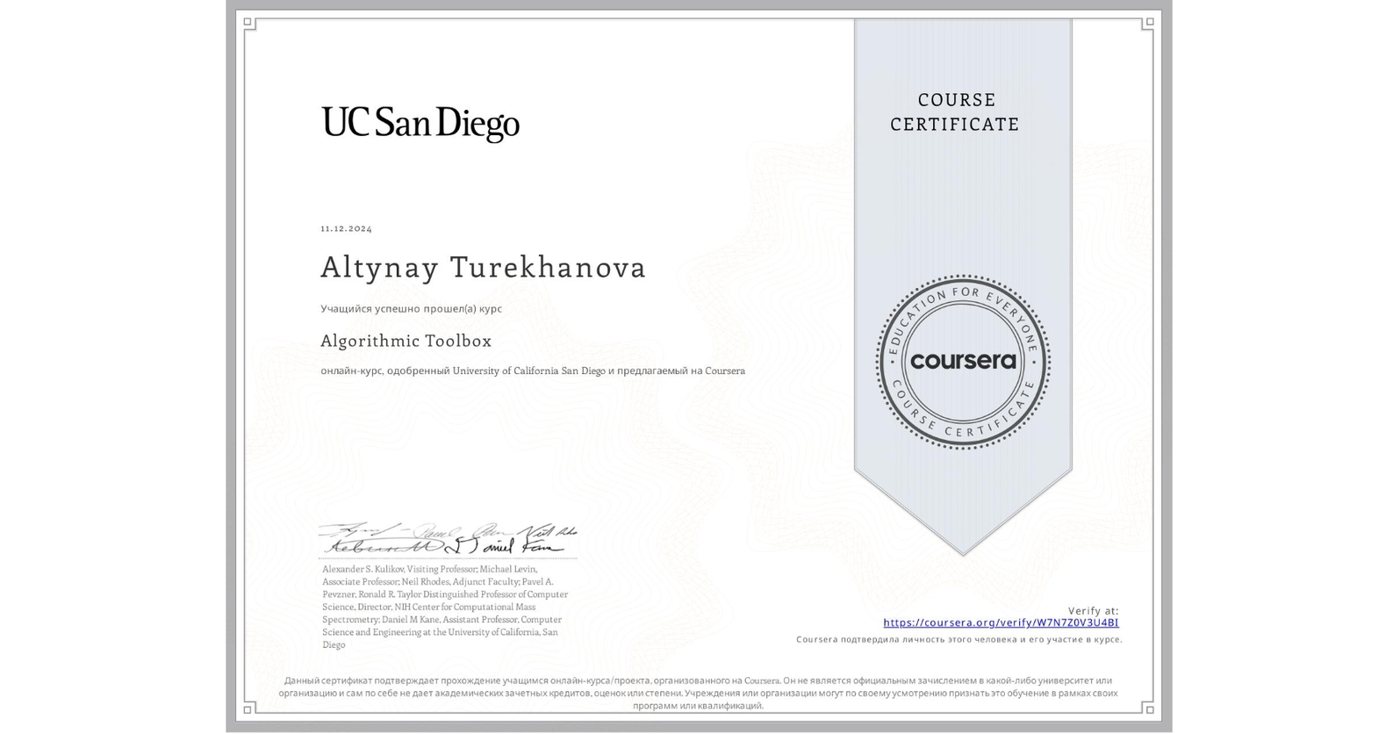 UC San Diego
COURSE
CERTIFICATE
11.12.2024
Altynay Turekhanova
Учащийся успешно прошел(а) курс
Algorithmic Toolbox
онлайн-курс, одобренный University of California San Diego и предлагаемый на Coursera
EDUCATION FOR EVERYONE
coursera
COURSE CERTIFICATE
Alexander S. Kulikov, Visiting Professor; Michael Levin,
Associate Professor; Neil Rhodes, Adjunct Faculty; Pavel A.
Pevzner, Ronald R. Taylor Distinguished Professor of Computer
Science, Director, NIH Center for Computational Mass
Spectrometry; Daniel M Kane, Assistant Professor, Computer
Science and Engineering at the University of California, San
Diego
Verify at:
https://coursera.org/verify/W7N7Z0V3U4BI
Coursera подтвердила личность этого человека и его участие в курсе.
Данный сертификат подтверждает прохождение учащимся онлайн-курса/проекта, организованного на Coursera. Он не является официальным зачислением в какой-либо университет или
организацию и сам по себе не дает академических зачетных кредитов, оценок или степени. Учреждения или организации могут по своему усмотрению признать это обучение в рамках своих
программ или квалификаций.